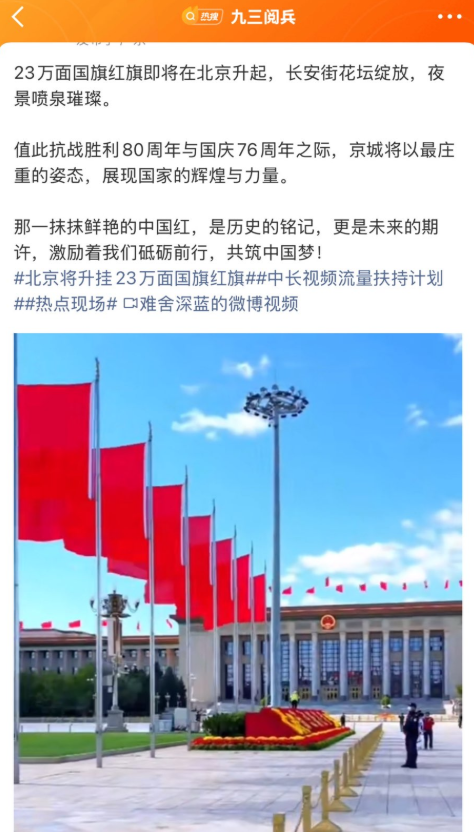 热搜 九三阅兵
23万面国旗红旗即将在北京升起，长安街花坛绽放，夜
景喷泉璀璨。
值此抗战胜利80周年与国庆76周年之际，京城将以最庄
重的姿态，展现国家的辉煌与力量。
那一抹抹鲜艳的中国红，是历史的铭记，更是未来的期
许，激励着我们砥砺前行，共筑中国梦！
#北京将升挂23万面国旗红旗##中长视频流量扶持计划
##热点现场# 难舍深蓝的微博视频